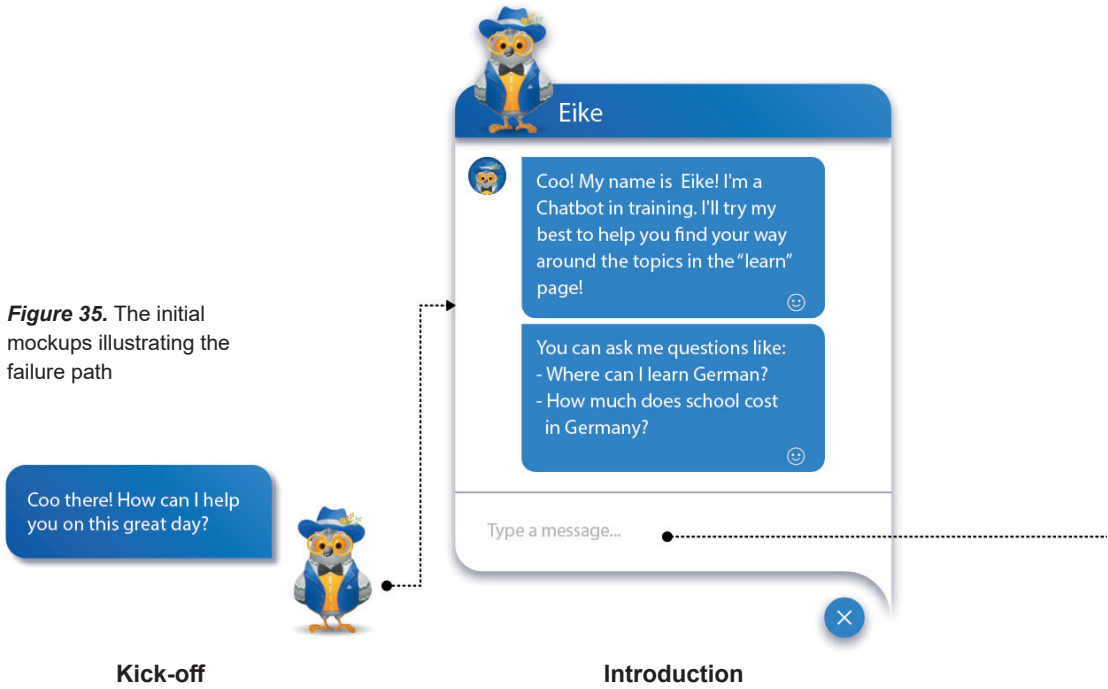 Eike
Coo! My name is Eike! I'm a
Chatbot in training. I'll try my
best to help you find your way
around the topics in the “learn”
page!
You can ask me questions like:
- Where can I learn German?
- How much does school cost
in Germany?
Type a message...
Figure 35. The initial
mockups illustrating the
failure path
Coo there! How can I help
you on this great day?
Kick-off
Introduction